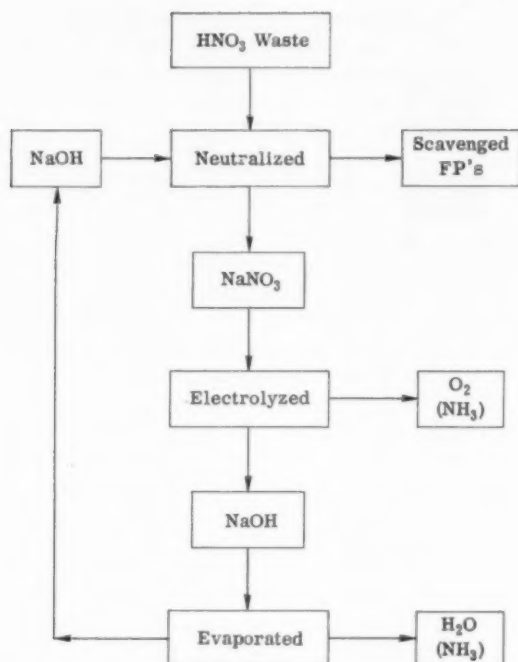 HNO₃ Waste
NaOH
Neutralized
Scavenged
FP's
NaNO₃
Electrolyzed
O₂
(NH₃)
NaOH
Evaporated
H₂O
(NH₃)